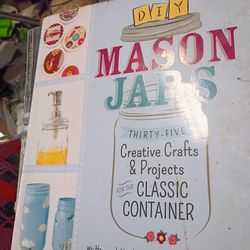 DIY
MASON
JARS
THIRTY-FIVE
Creative Crafts
& Projects
FOR THE CLASSIC
CONTAINER